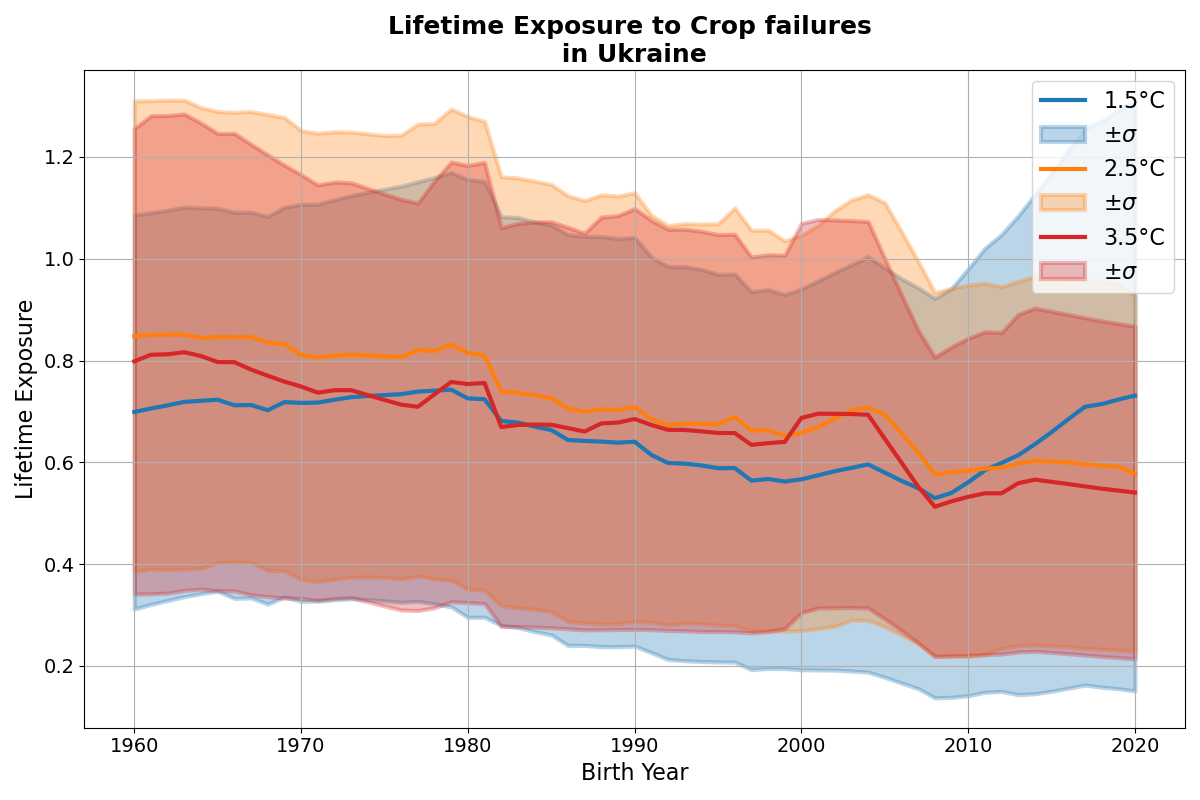 Lifetime Exposure to Crop failures
in Ukraine
1.5°C
±σ
2.5°C
±σ
3.5°C
±σ
Lifetime Exposure
1.2
1.0
0.8
0.6
0.4
0.2
1960 1970 1980 1990 2000 2010 2020
Birth Year